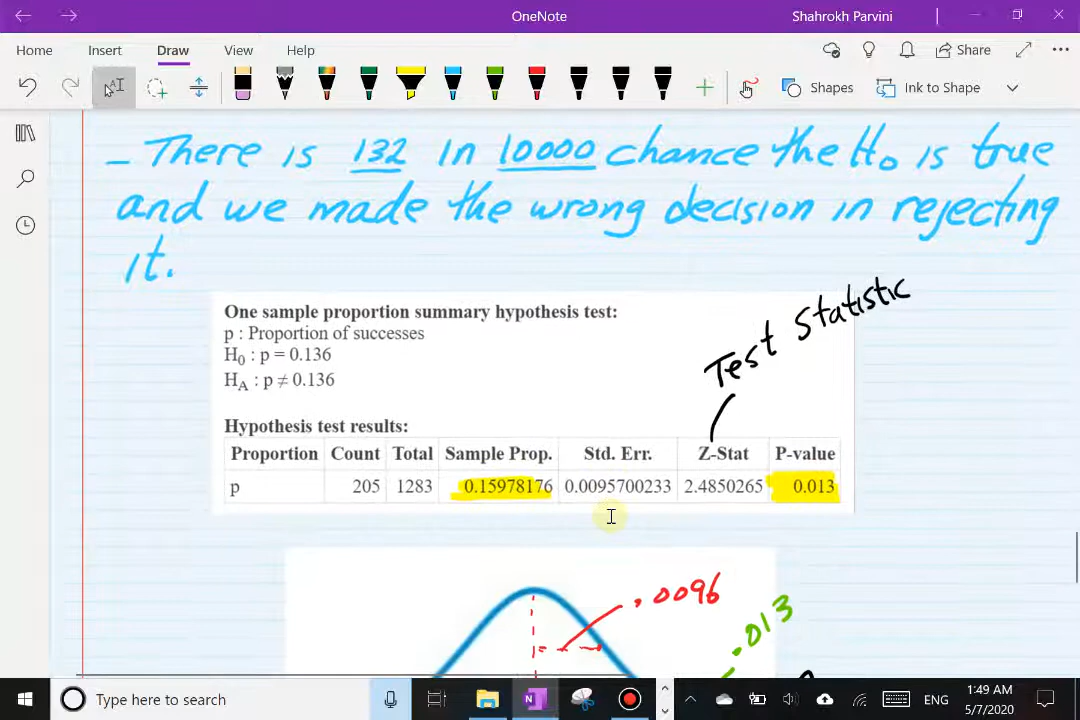 OneNote
Shahrokh Parvini
Home Insert Draw View Help
Share
Shapes
Ink to Shape
– There is 132 in 10000 chance the H₀ is true
and we made the wrong decision in rejecting
it.
Test Statistic
One sample proportion summary hypothesis test:
p : Proportion of successes
H₀ : p = 0.136
Hₐ : p ≠ 0.136
Hypothesis test results:
Proportion Count Total Sample Prop. Std. Err. Z-Stat P-value
p 205 1283 0.15978176 0.0095700233 2.4850265 0.013
.0096
.013
Type here to search
ENG
1:49 AM
5/7/2020